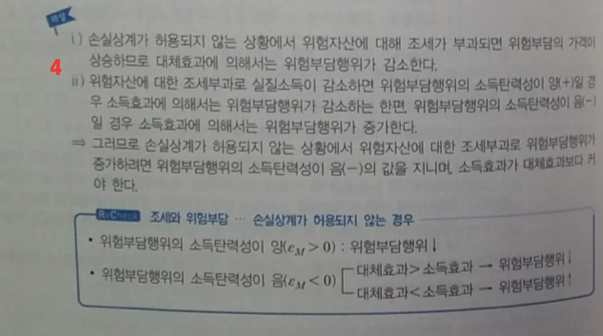 해설
ⅰ) 손실상계가 허용되지 않는 상황에서 위험자산에 대해 조세가 부과되면 위험부담의 가격이
4
상승하므로 대체효과에 의해서는 위험부담행위가 감소한다.
ⅱ) 위험자산에 대한 조세부과로 실질소득이 감소하면 위험부담행위의 소득탄력성이 양(+)일 경
우 소득효과에 의해서는 위험부담행위가 감소하는 한편, 위험부담행위의 소득탄력성이 음(−)
일 경우 소득효과에 의해서는 위험부담행위가 증가한다.
⇒ 그러므로 손실상계가 허용되지 않는 상황에서 위험자산에 대한 조세부과로 위험부담행위가
증가하려면 위험부담행위의 소득탄력성이 음(−)의 값을 지니며, 소득효과가 대체효과보다 커
야 한다.
Re-Check 조세와 위험부담 … 손실상계가 허용되지 않는 경우
• 위험부담행위의 소득탄력성이 양(εM > 0) : 위험부담행위↓
• 위험부담행위의 소득탄력성이 음(εM < 0) 대체효과>소득효과 → 위험부담행위↓
대체효과<소득효과 → 위험부담행위↑